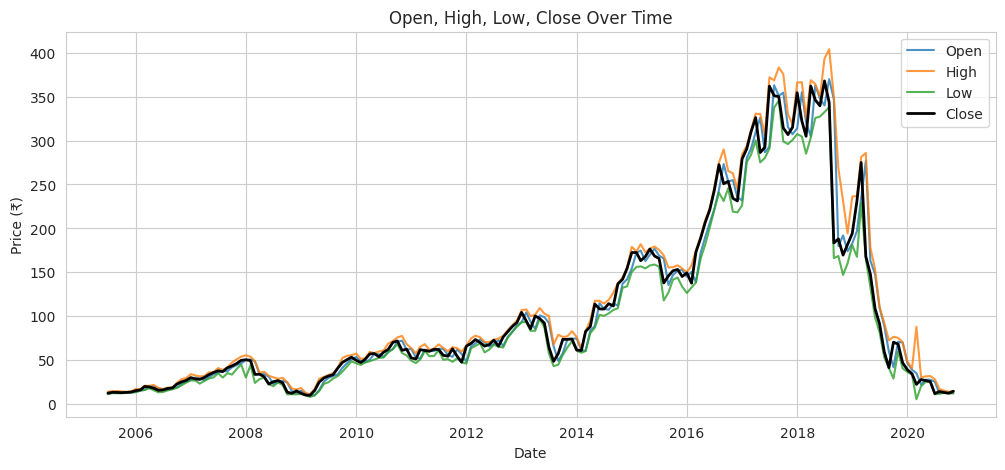 Open, High, Low, Close Over Time
Price (₹)
400
350
300
250
200
150
100
50
0
Open
High
Low
Close
2006
2008
2010
2012
2014
2016
2018
2020
Date